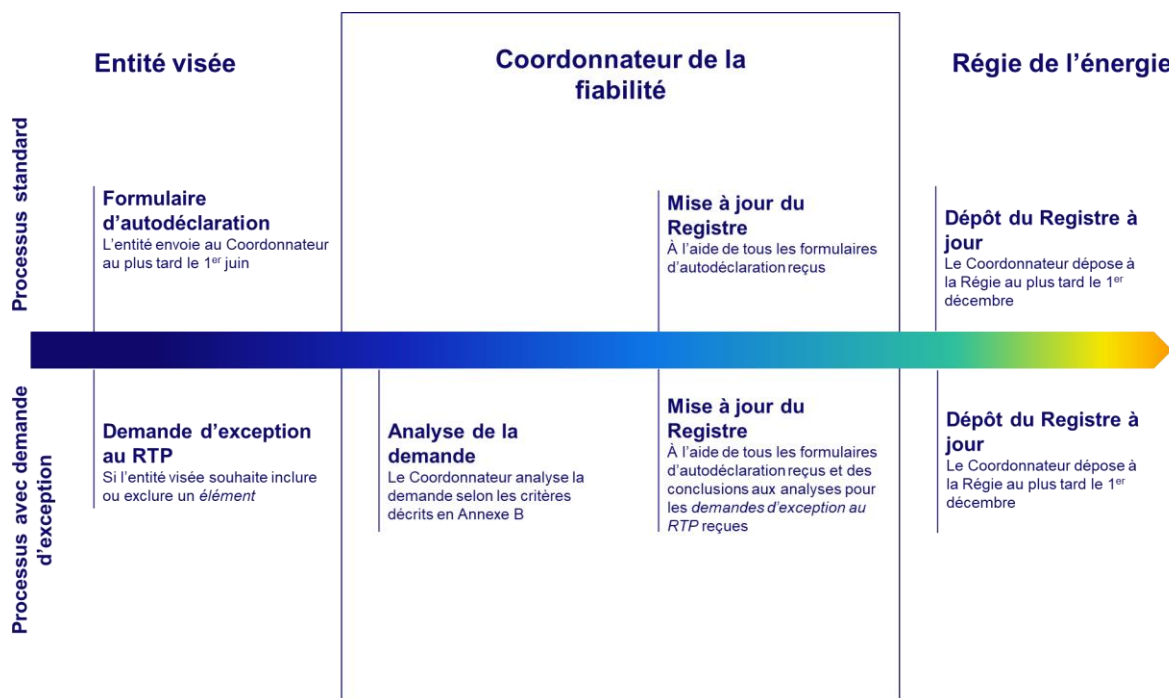 Entité visée
Coordonnateur de la
fiabilité
Régie de l'énergie
Processus standard
Formulaire
d'autodéclaration
L'entité envoie au Coordonnateur
au plus tard le 1er juin
Mise à jour du
Registre
À l'aide de tous les formulaires
d'autodéclaration reçus
Dépôt du Registre à
jour
Le Coordonnateur dépose à
la Régie au plus tard le 1er
décembre
Processus avec demande
d'exception
Demande d'exception
au RTP
Si l'entité visée souhaite inclure
ou exclure un élément
Analyse de la
demande
Le Coordonnateur analyse la
demande selon les critères
décrits en Annexe B
Mise à jour du
Registre
À l'aide de tous les formulaires
d'autodéclaration reçus et des
conclusions aux analyses pour
les demandes d'exception au
RTP reçues
Dépôt du Registre à
jour
Le Coordonnateur dépose à
la Régie au plus tard le 1er
décembre